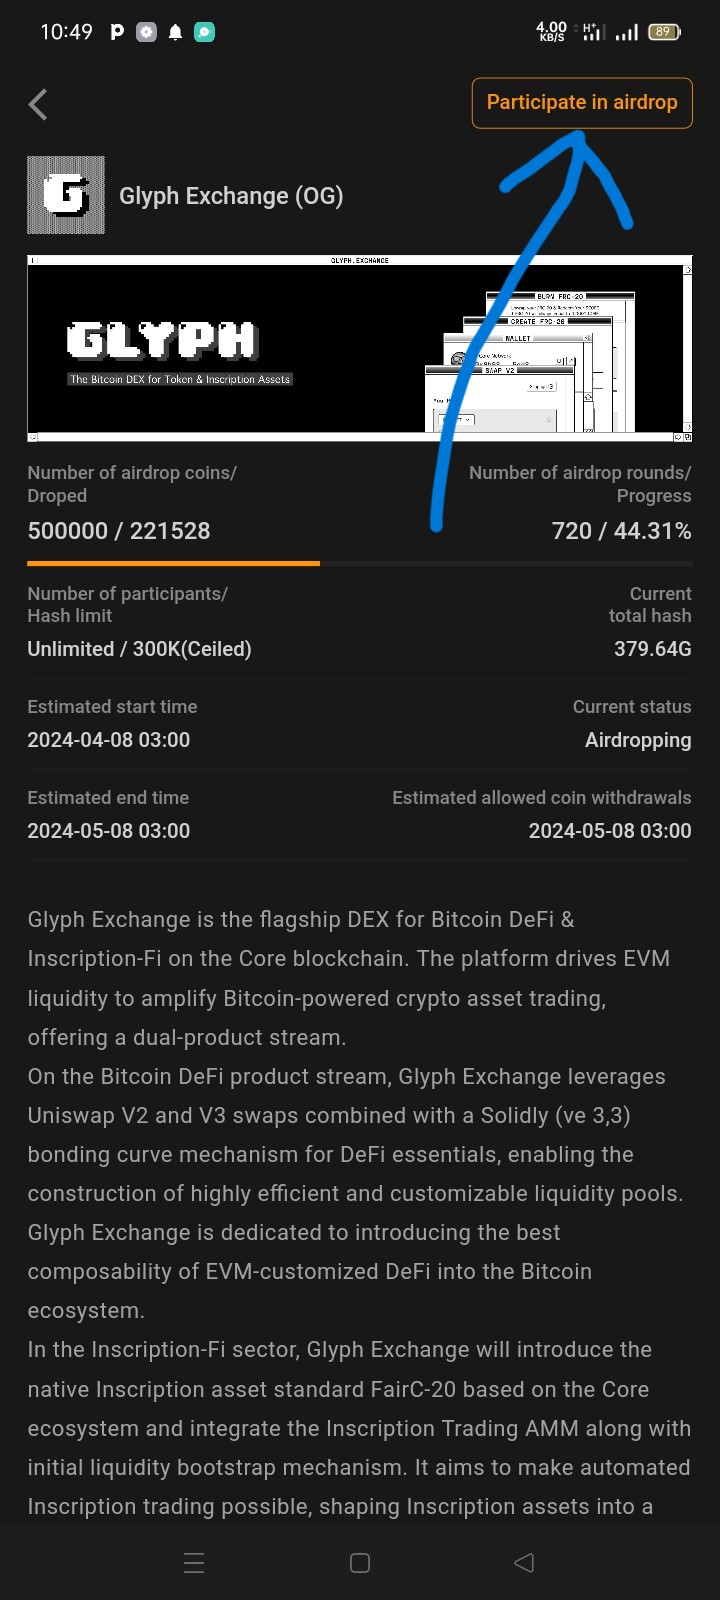 10:49
4.00
KB/S
H+
89
Participate in airdrop
G
Glyph Exchange (OG)
GLYPH.EXCHANGE
GLYPH
The Bitcoin DEX for Token & Inscription Assets
BURN FRC-20
CREATE FRC-20
WALLET
Core Network
SWAP V2
Number of airdrop coins/
Droped
Number of airdrop rounds/
Progress
500000 / 221528
720 / 44.31%
Number of participants/
Hash limit
Current
total hash
Unlimited / 300K(Ceiled)
379.64G
Estimated start time
Current status
2024-04-08 03:00
Airdropping
Estimated end time
Estimated allowed coin withdrawals
2024-05-08 03:00
2024-05-08 03:00
Glyph Exchange is the flagship DEX for Bitcoin DeFi &
Inscription-Fi on the Core blockchain. The platform drives EVM
liquidity to amplify Bitcoin-powered crypto asset trading,
offering a dual-product stream.
On the Bitcoin DeFi product stream, Glyph Exchange leverages
Uniswap V2 and V3 swaps combined with a Solidly (ve 3,3)
bonding curve mechanism for DeFi essentials, enabling the
construction of highly efficient and customizable liquidity pools.
Glyph Exchange is dedicated to introducing the best
composability of EVM-customized DeFi into the Bitcoin
ecosystem.
In the Inscription-Fi sector, Glyph Exchange will introduce the
native Inscription asset standard FairC-20 based on the Core
ecosystem and integrate the Inscription Trading AMM along with
initial liquidity bootstrap mechanism. It aims to make automated
Inscription trading possible, shaping Inscription assets into a